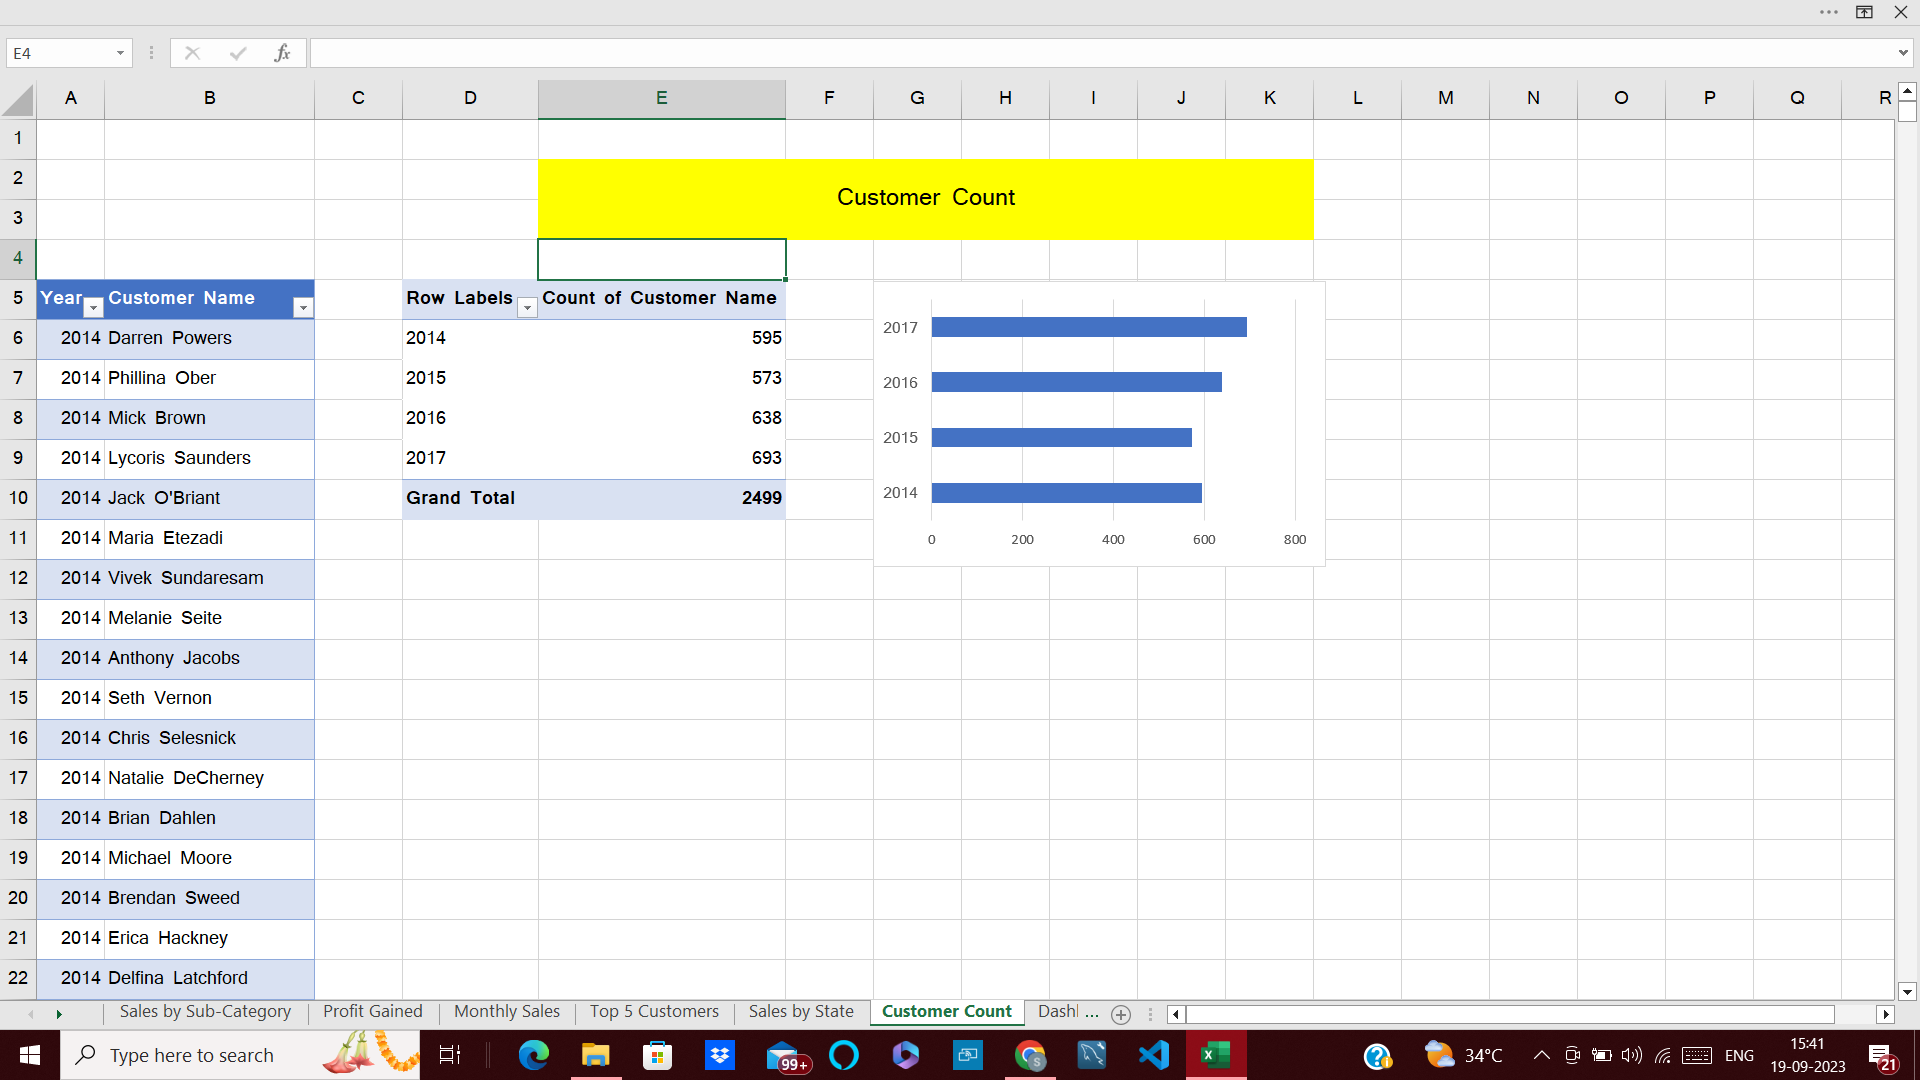 E4
fx
A B C D E F G H I J K L M N O P Q R
1
2
Customer Count
3
4
5 Year Customer Name Row Labels Count of Customer Name
6 2014 Darren Powers 2014 595
7 2014 Phillina Ober 2015 573
8 2014 Mick Brown 2016 638
9 2014 Lycoris Saunders 2017 693
10 2014 Jack O'Briant Grand Total 2499
11 2014 Maria Etezadi
12 2014 Vivek Sundaresam
13 2014 Melanie Seite
14 2014 Anthony Jacobs
15 2014 Seth Vernon
16 2014 Chris Selesnick
17 2014 Natalie DeCherney
18 2014 Brian Dahlen
19 2014 Michael Moore
20 2014 Brendan Sweed
21 2014 Erica Hackney
22 2014 Delfina Latchford
2017
2016
2015
2014
0 200 400 600 800
Sales by Sub-Category Profit Gained Monthly Sales Top 5 Customers Sales by State Customer Count Dashl ...
Type here to search 99+ S 34°C ENG 15:41
19-09-2023 21